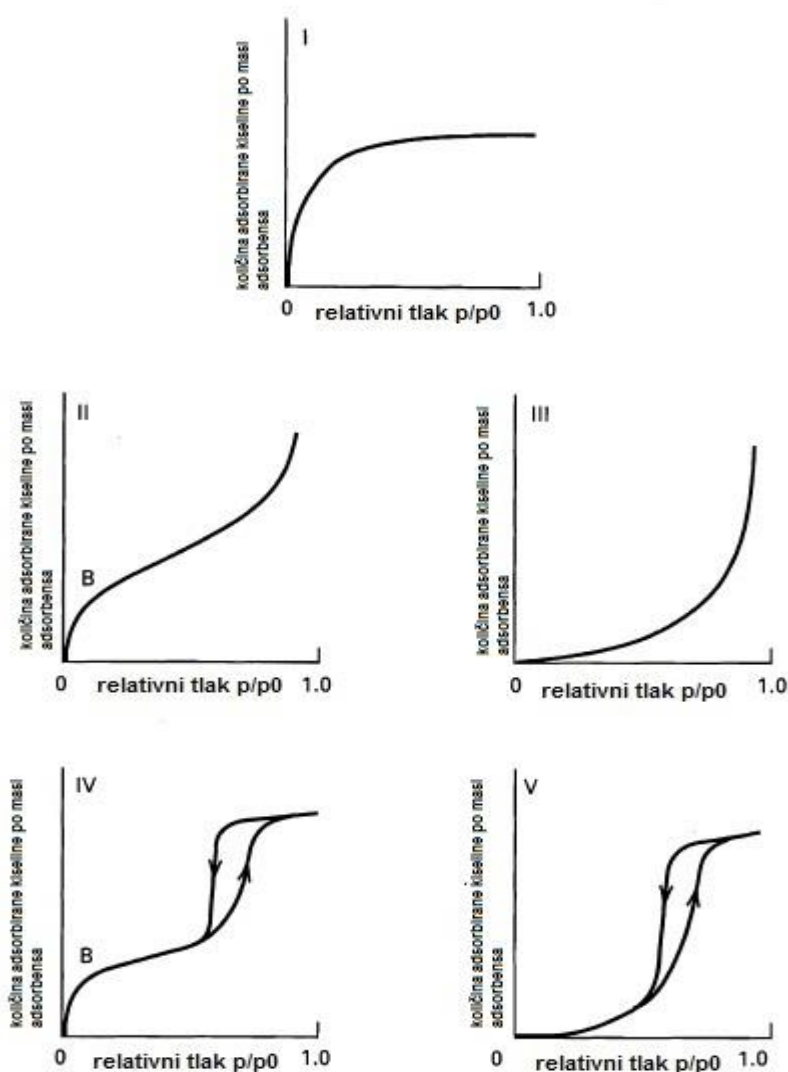 I
količina adsorbirane kiseline po masi
adsorbensa
0
relativni tlak p/p0
1.0
II
količina adsorbirane kiseline po masi
adsorbensa
B
0
relativni tlak p/p0
1.0
III
količina adsorbirane kiseline po masi
adsorbensa
0
relativni tlak p/p0
1.0
IV
količina adsorbirane kiseline po masi
adsorbensa
B
0
relativni tlak p/p0
1.0
V
količina adsorbirane kiseline po masi
adsorbensa
0
relativni tlak p/p0
1.0